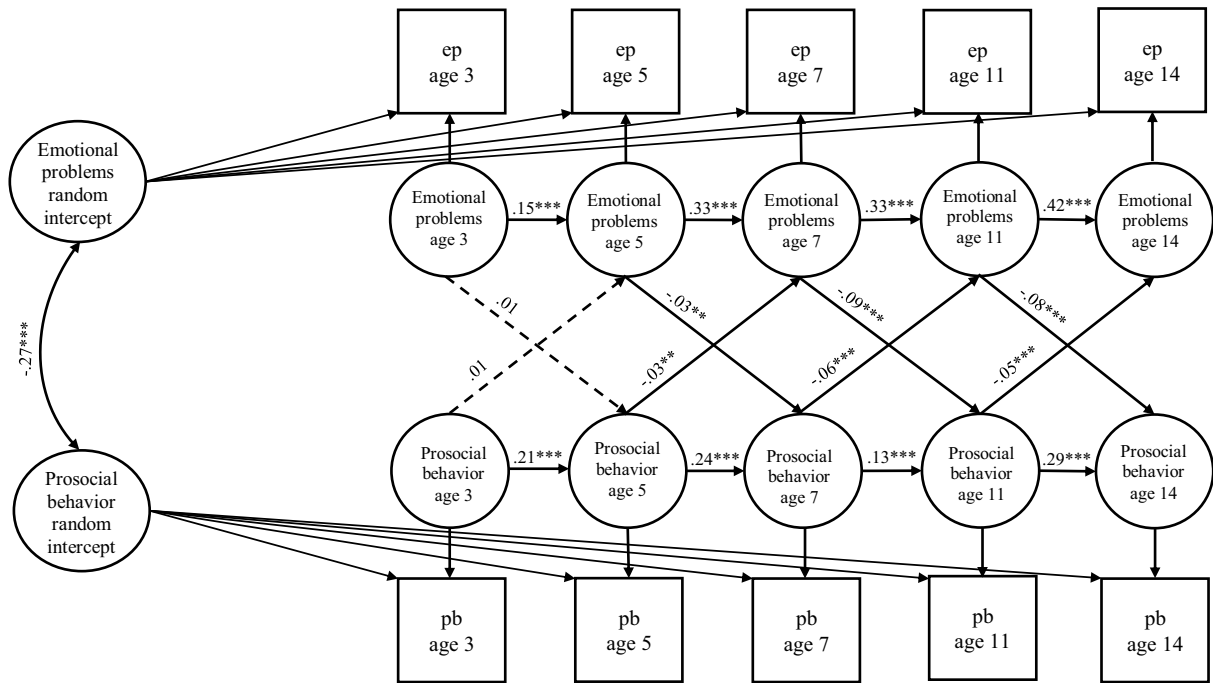 ep
age 3
ep
age 5
ep
age 7
ep
age 11
ep
age 14
Emotional
problems
random
intercept
Emotional
problems
age 3
.15***
Emotional
problems
age 5
.33***
Emotional
problems
age 7
.33***
Emotional
problems
age 11
.42***
Emotional
problems
age 14
-.27***
.01
.01
-.03**
-.03**
-.09***
-.06***
-.08***
-.05***
Prosocial
behavior
random
intercept
Prosocial
behavior
age 3
.21***
Prosocial
behavior
age 5
.24***
Prosocial
behavior
age 7
.13***
Prosocial
behavior
age 11
.29***
Prosocial
behavior
age 14
pb
age 3
pb
age 5
pb
age 7
pb
age 11
pb
age 14